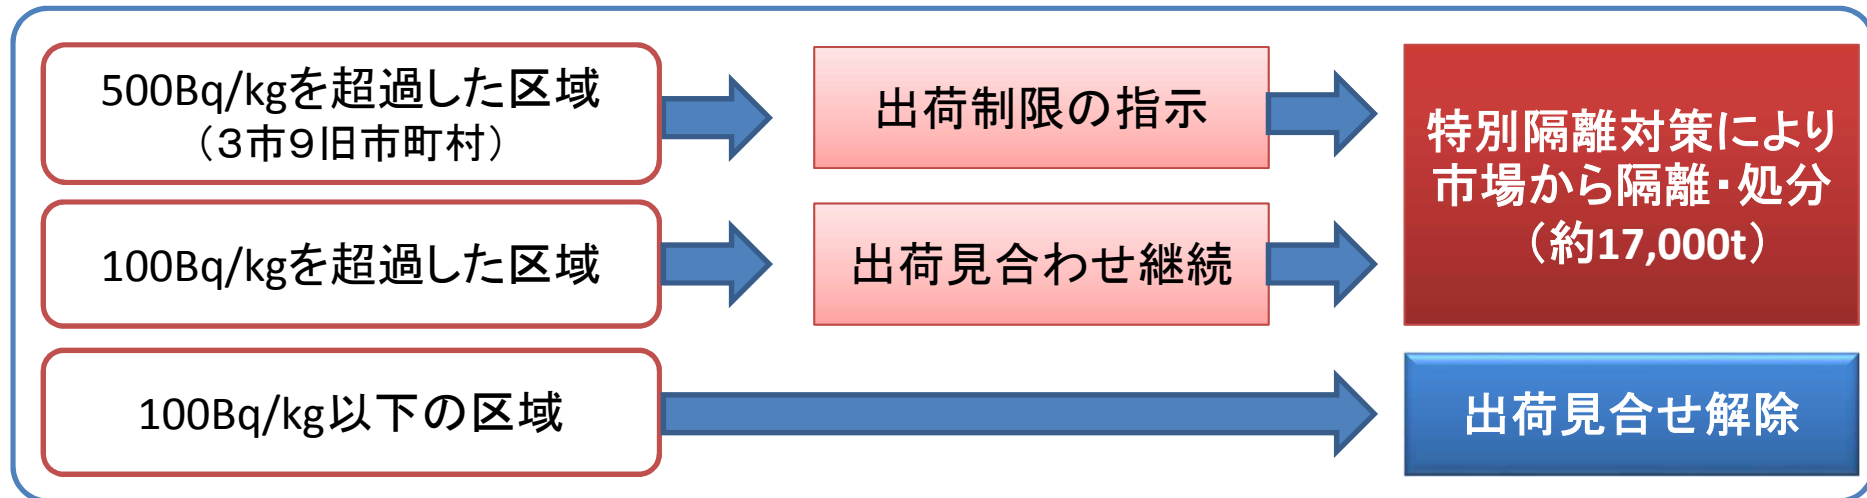 500Bq/kgを超過した区域
（３市９旧市町村）
出荷制限の指示
100Bq/kgを超過した区域
出荷見合わせ継続
特別隔離対策により
市場から隔離・処分
（約17,000t）
100Bq/kg以下の区域
出荷見合せ解除